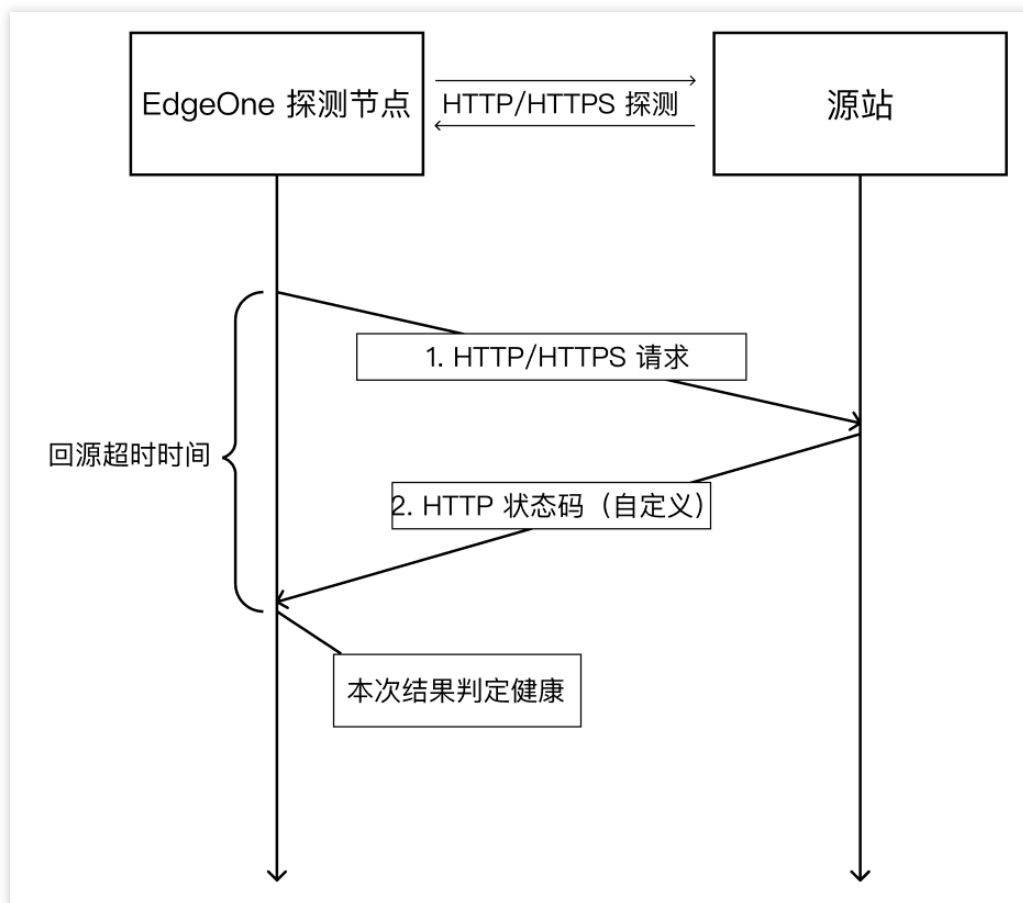 EdgeOne 探测节点
HTTP/HTTPS 探测
源站
1. HTTP/HTTPS 请求
回源超时时间
2. HTTP 状态码（自定义）
本次结果判定健康